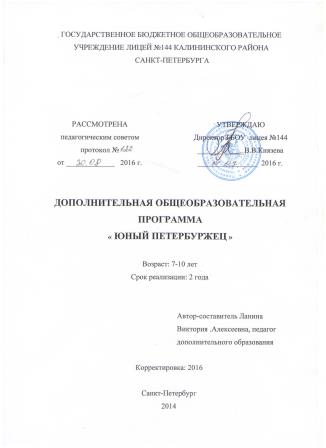 ГОСУДАРСТВЕННОЕ БЮДЖЕТНОЕ ОБЩЕОБРАЗОВАТЕЛЬНОЕ
УЧРЕЖДЕНИЕ ЛИЦЕЙ №144 КАЛИНИНСКОГО РАЙОНА
САНКТ-ПЕТЕРБУРГА
РАССМОТРЕНА
педагогическим советом
протокол №
от 30.08 2016 г.
УТВЕРЖДАЮ
Директор ГБОУ лицея №144
В.В.Князева
2016 г.
ДОПОЛНИТЕЛЬНАЯ ОБЩЕОБРАЗОВАТЕЛЬНАЯ
ПРОГРАММА
« ЮНЫЙ ПЕТЕРБУРЖЕЦ »
Возраст: 7-10 лет
Срок реализации: 2 года
Автор-составитель Ланина
Виктория .Алексеевна, педагог
дополнительного образования
Корректировка: 2016
Санкт-Петербург
2014